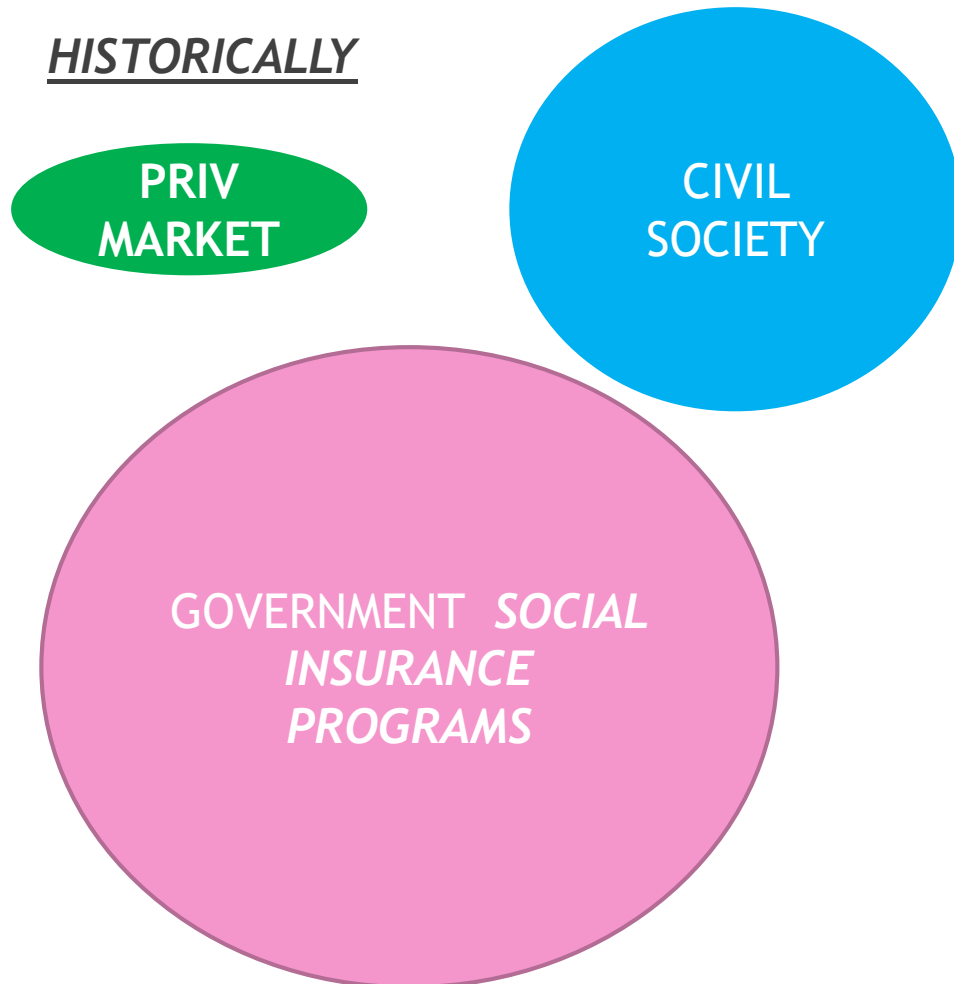 HISTORICALLY
PRIV
MARKET
CIVIL
SOCIETY
GOVERNMENT SOCIAL
INSURANCE
PROGRAMS